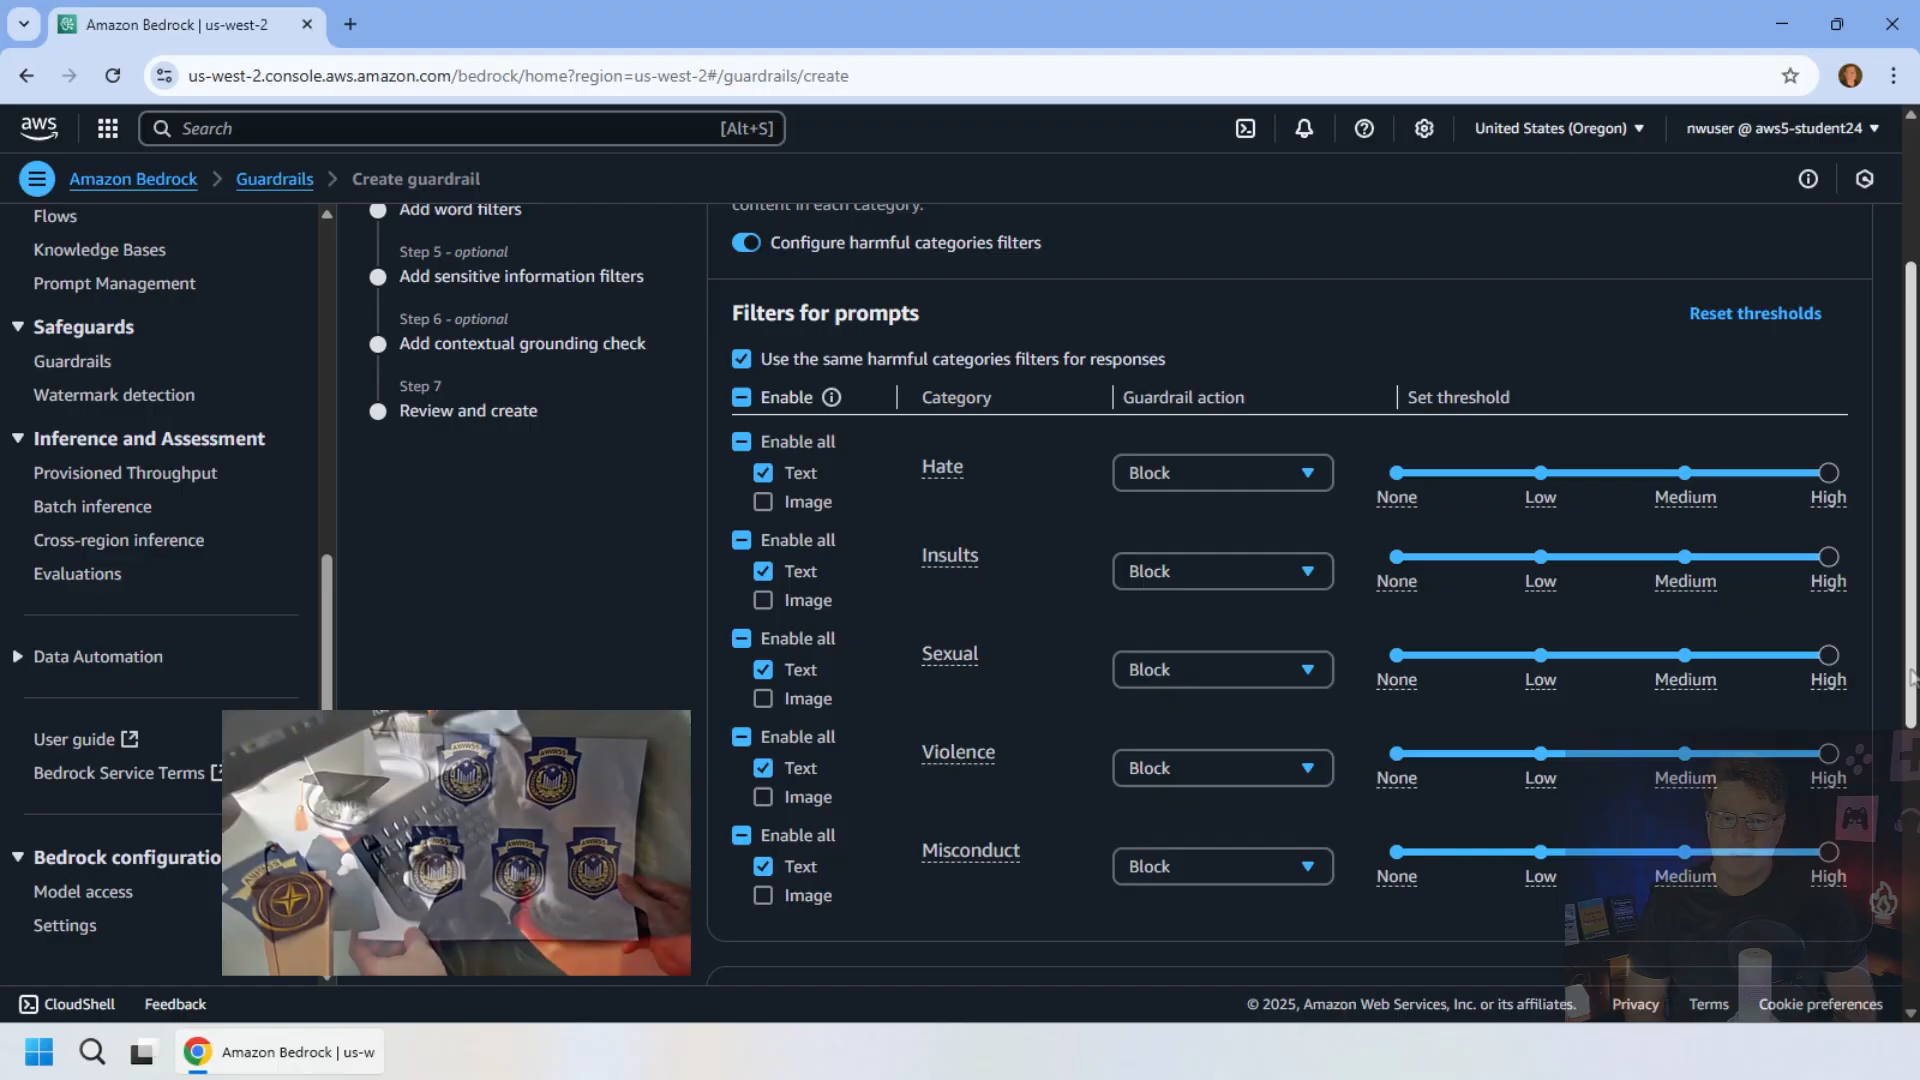 Amazon Bedrock | us-west-2
us-west-2.console.aws.amazon.com/bedrock/home?region=us-west-2#/guardrails/create
aws
Search
[Alt+S]
United States (Oregon)
nwuser @ aws5-student24
Amazon Bedrock
Guardrails
Create guardrail
Flows
Knowledge Bases
Prompt Management
Safeguards
Guardrails
Watermark detection
Inference and Assessment
Provisioned Throughput
Batch inference
Cross-region inference
Evaluations
Data Automation
User guide
Bedrock Service Terms
Bedrock configuratio
Model access
Settings
Add word filters
Step 5 - optional
Add sensitive information filters
Step 6 - optional
Add contextual grounding check
Step 7
Review and create
content in each category.
Configure harmful categories filters
Filters for prompts
Reset thresholds
Use the same harmful categories filters for responses
Enable
Category
Guardrail action
Set threshold
Enable all
Text
Image
Hate
Block
None
Low
Medium
High
Enable all
Text
Image
Insults
Block
None
Low
Medium
High
Enable all
Text
Image
Sexual
Block
None
Low
Medium
High
Enable all
Text
Image
Violence
Block
None
Low
Medium
High
Enable all
Text
Image
Misconduct
Block
None
Low
Medium
High
CloudShell
Feedback
© 2025, Amazon Web Services, Inc. or its affiliates.
Privacy
Terms
Cookie preferences
Amazon Bedrock | us-w